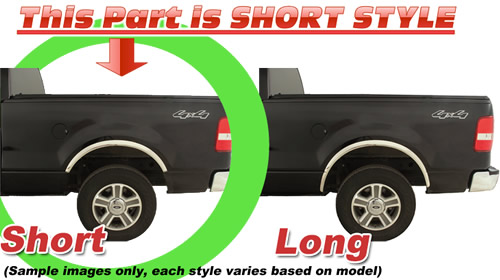 This Part is SHORT STYLE
4x4 4x4
Short Long
(Sample images only, each style varies based on model)